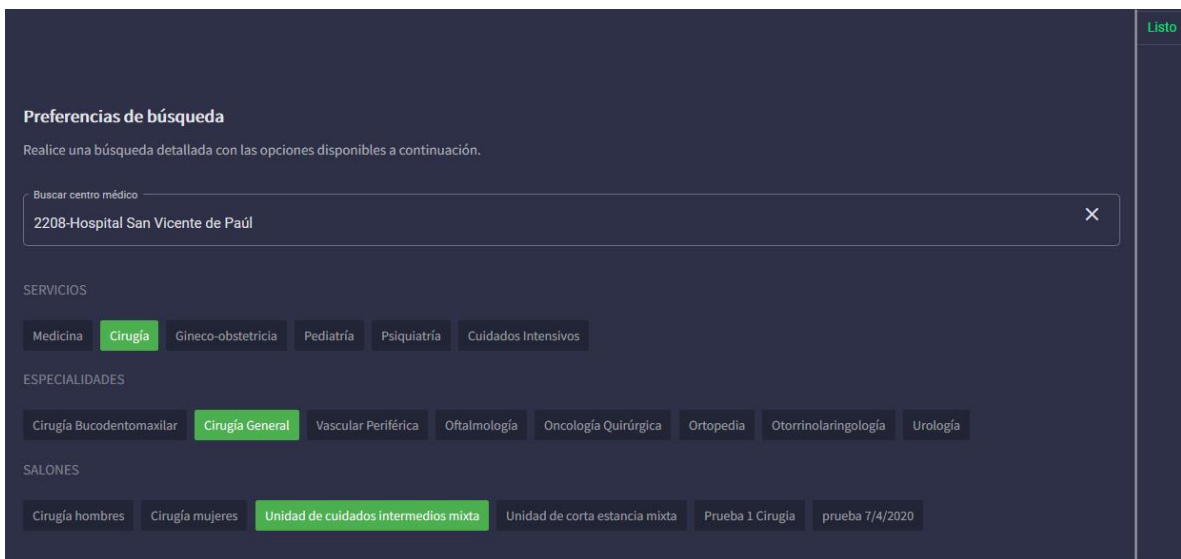 Listo
Preferencias de búsqueda
Realice una búsqueda detallada con las opciones disponibles a continuación.
Buscar centro médico
2208-Hospital San Vicente de Paúl
SERVICIOS
Medicina Cirugía Gineco-obstetricia Pediatría Psiquiatría Cuidados Intensivos
ESPECIALIDADES
Cirugía Bucodentomaxilar Cirugía General Vascular Periférica Oftalmología Oncología Quirúrgica Ortopedia Otorrinolaringología Urología
SALONES
Cirugía hombres Cirugía mujeres Unidad de cuidados intermedios mixta Unidad de corta estancia mixta Prueba 1 Cirugia prueba 7/4/2020